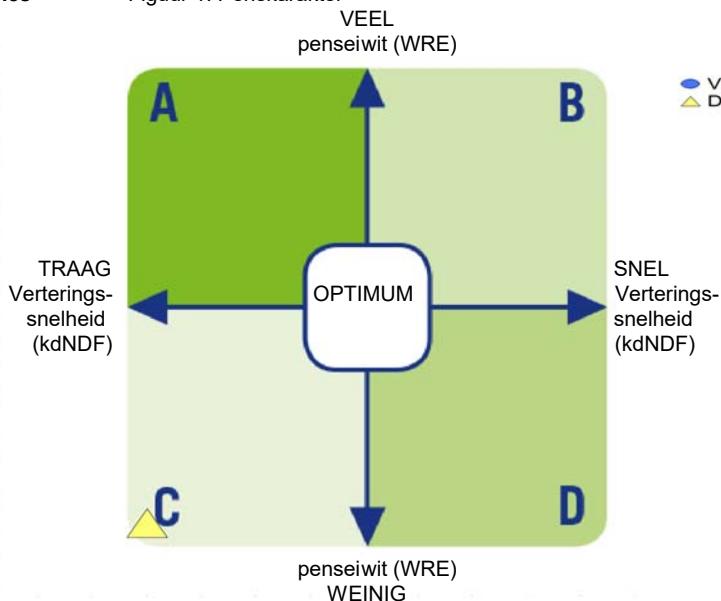 VEEL
penseiwit (WRE)
A
B
V
D
TRAAG
Verterings-
snelheid
(kdNDF)
OPTIMUM
SNEL
Verterings-
snelheid
(kdNDF)
C
D
penseiwit (WRE)
WEINIG